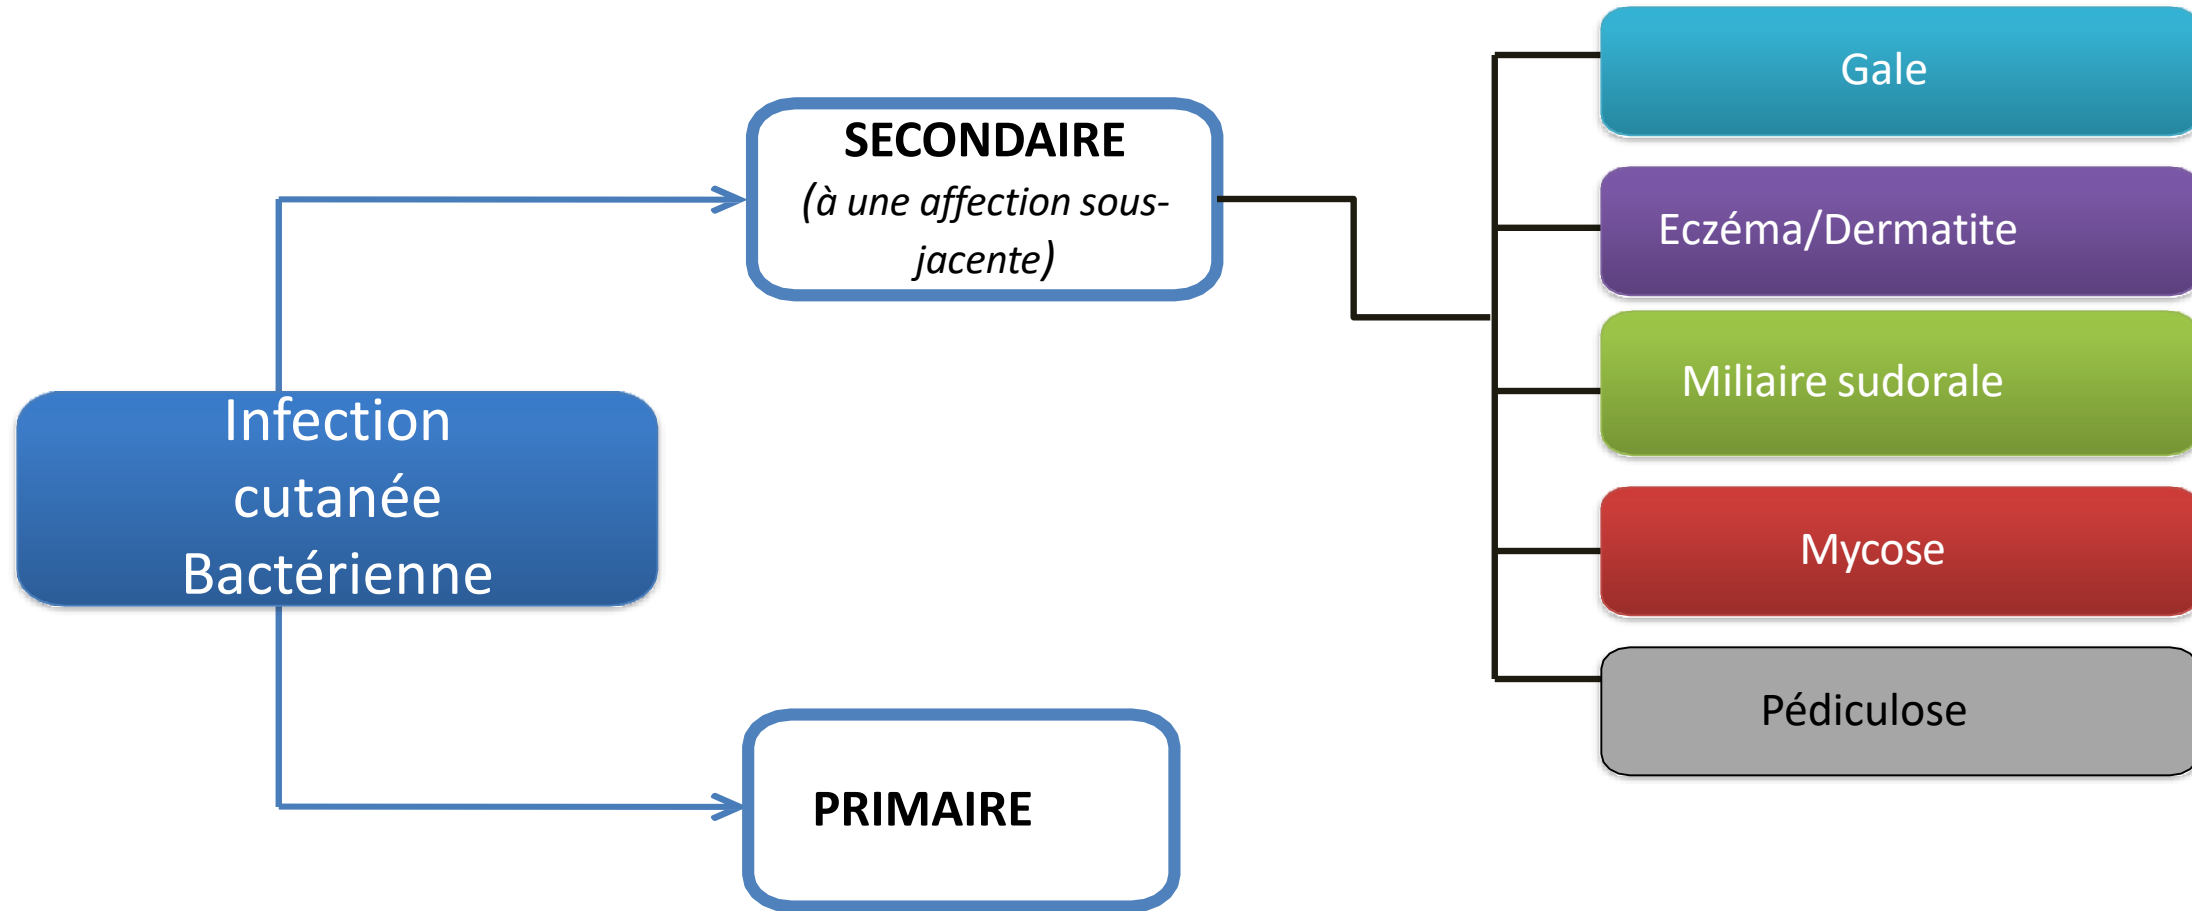 Infection
cutanée
Bactérienne
SECONDAIRE
(à une affection sous-
jacente)
PRIMAIRE
Gale
Eczéma/Dermatite
Miliaire sudorale
Mycose
Pédiculose